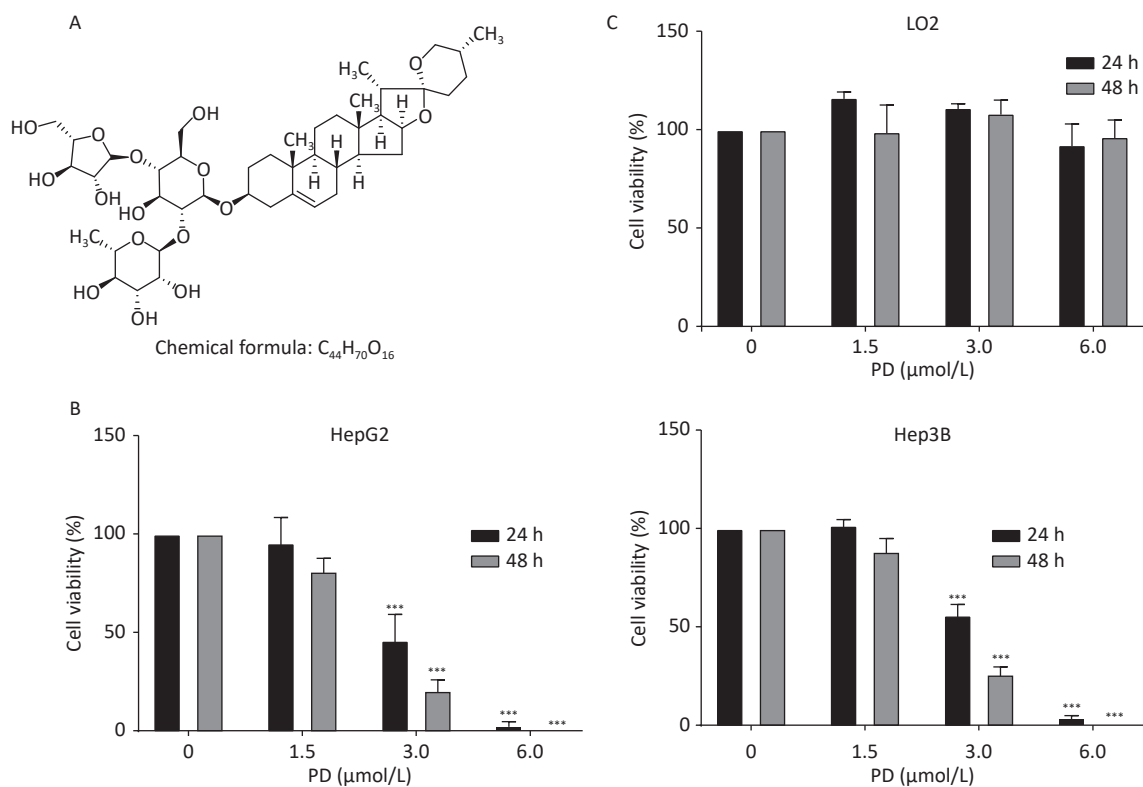 A
CH₃
H₃C
O
CH₃
H
O
H
HO
OH
CH₃
H
O
O
O
H
H
HO
OH
HO
O
O
H₃C
O
O
HO
OH
OH
Chemical formula: C₄₄H₇₀O₁₆
C
LO2
150
100
50
0
Cell viability (%)
24 h
48 h
0 1.5 3.0 6.0
PD (μmol/L)
B
HepG2
150
100
50
0
Cell viability (%)
24 h
48 h
***
***
***
***
0 1.5 3.0 6.0
PD (μmol/L)
Hep3B
150
100
50
0
Cell viability (%)
24 h
48 h
***
***
***
***
0 1.5 3.0 6.0
PD (μmol/L)